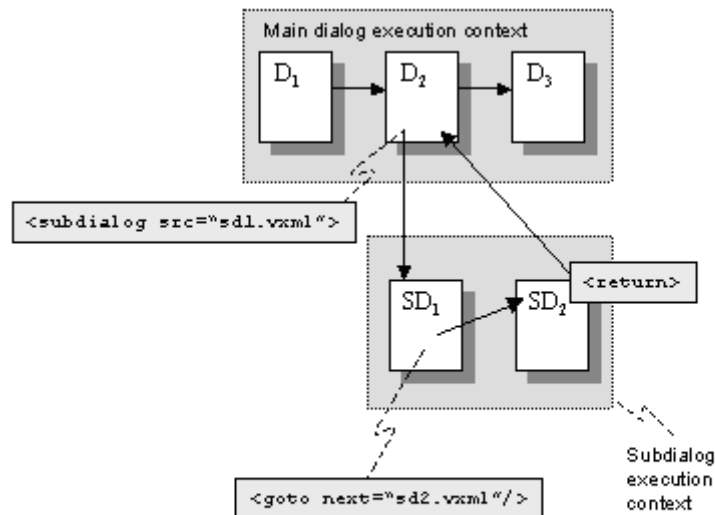 Main dialog execution context
D1
D2
D3
<subdialog src="sd1.vxml">
<return>
SD1
SD2
Subdialog
execution
context
<goto next="sd2.vxml"/>